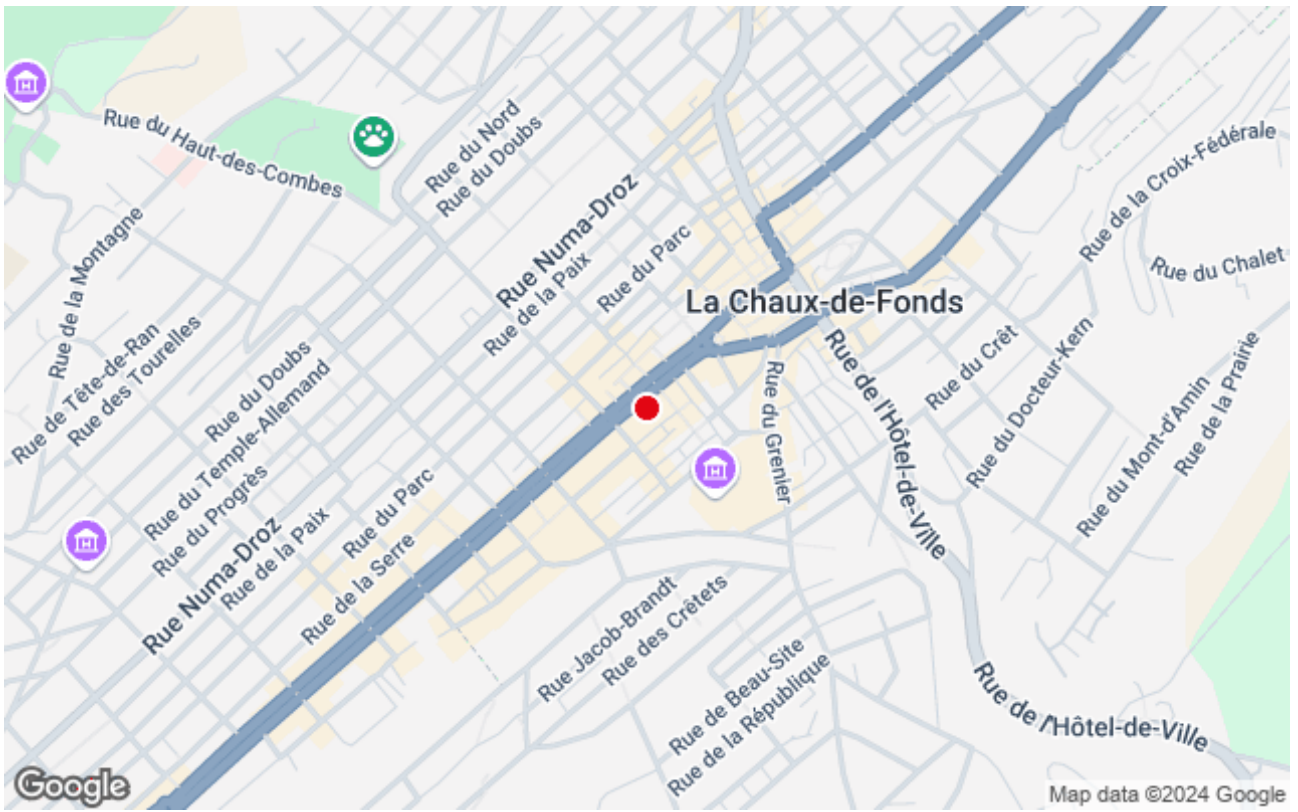 Rue du Haut-des-Combes
Rue du Nord
Rue du Doubs
Rue de la Croix-Fédérale
Rue de la Montagne
Rue Numa-Droz
Rue de la Paix
Rue du Parc
Rue du Chalet
La Chaux-de-Fonds
Rue de Tête-de-Ran
Rue des Tourelles
Rue du Doubs
Rue du Temple-Allemand
Rue du Progrès
Rue Numa-Droz
Rue de la Paix
Rue du Parc
Rue de la Serre
Rue du Grenier
Rue de l'Hôtel-de-Ville
Rue du Crêt
Rue du Docteur-Kern
Rue du Mont-d'Amin
Rue de la Prairie
Rue Jacob-Brandt
Rue des Crêtets
Rue de Beau-Site
Rue de la République
Rue de l'Hôtel-de-Ville
Google
Map data ©2024 Google